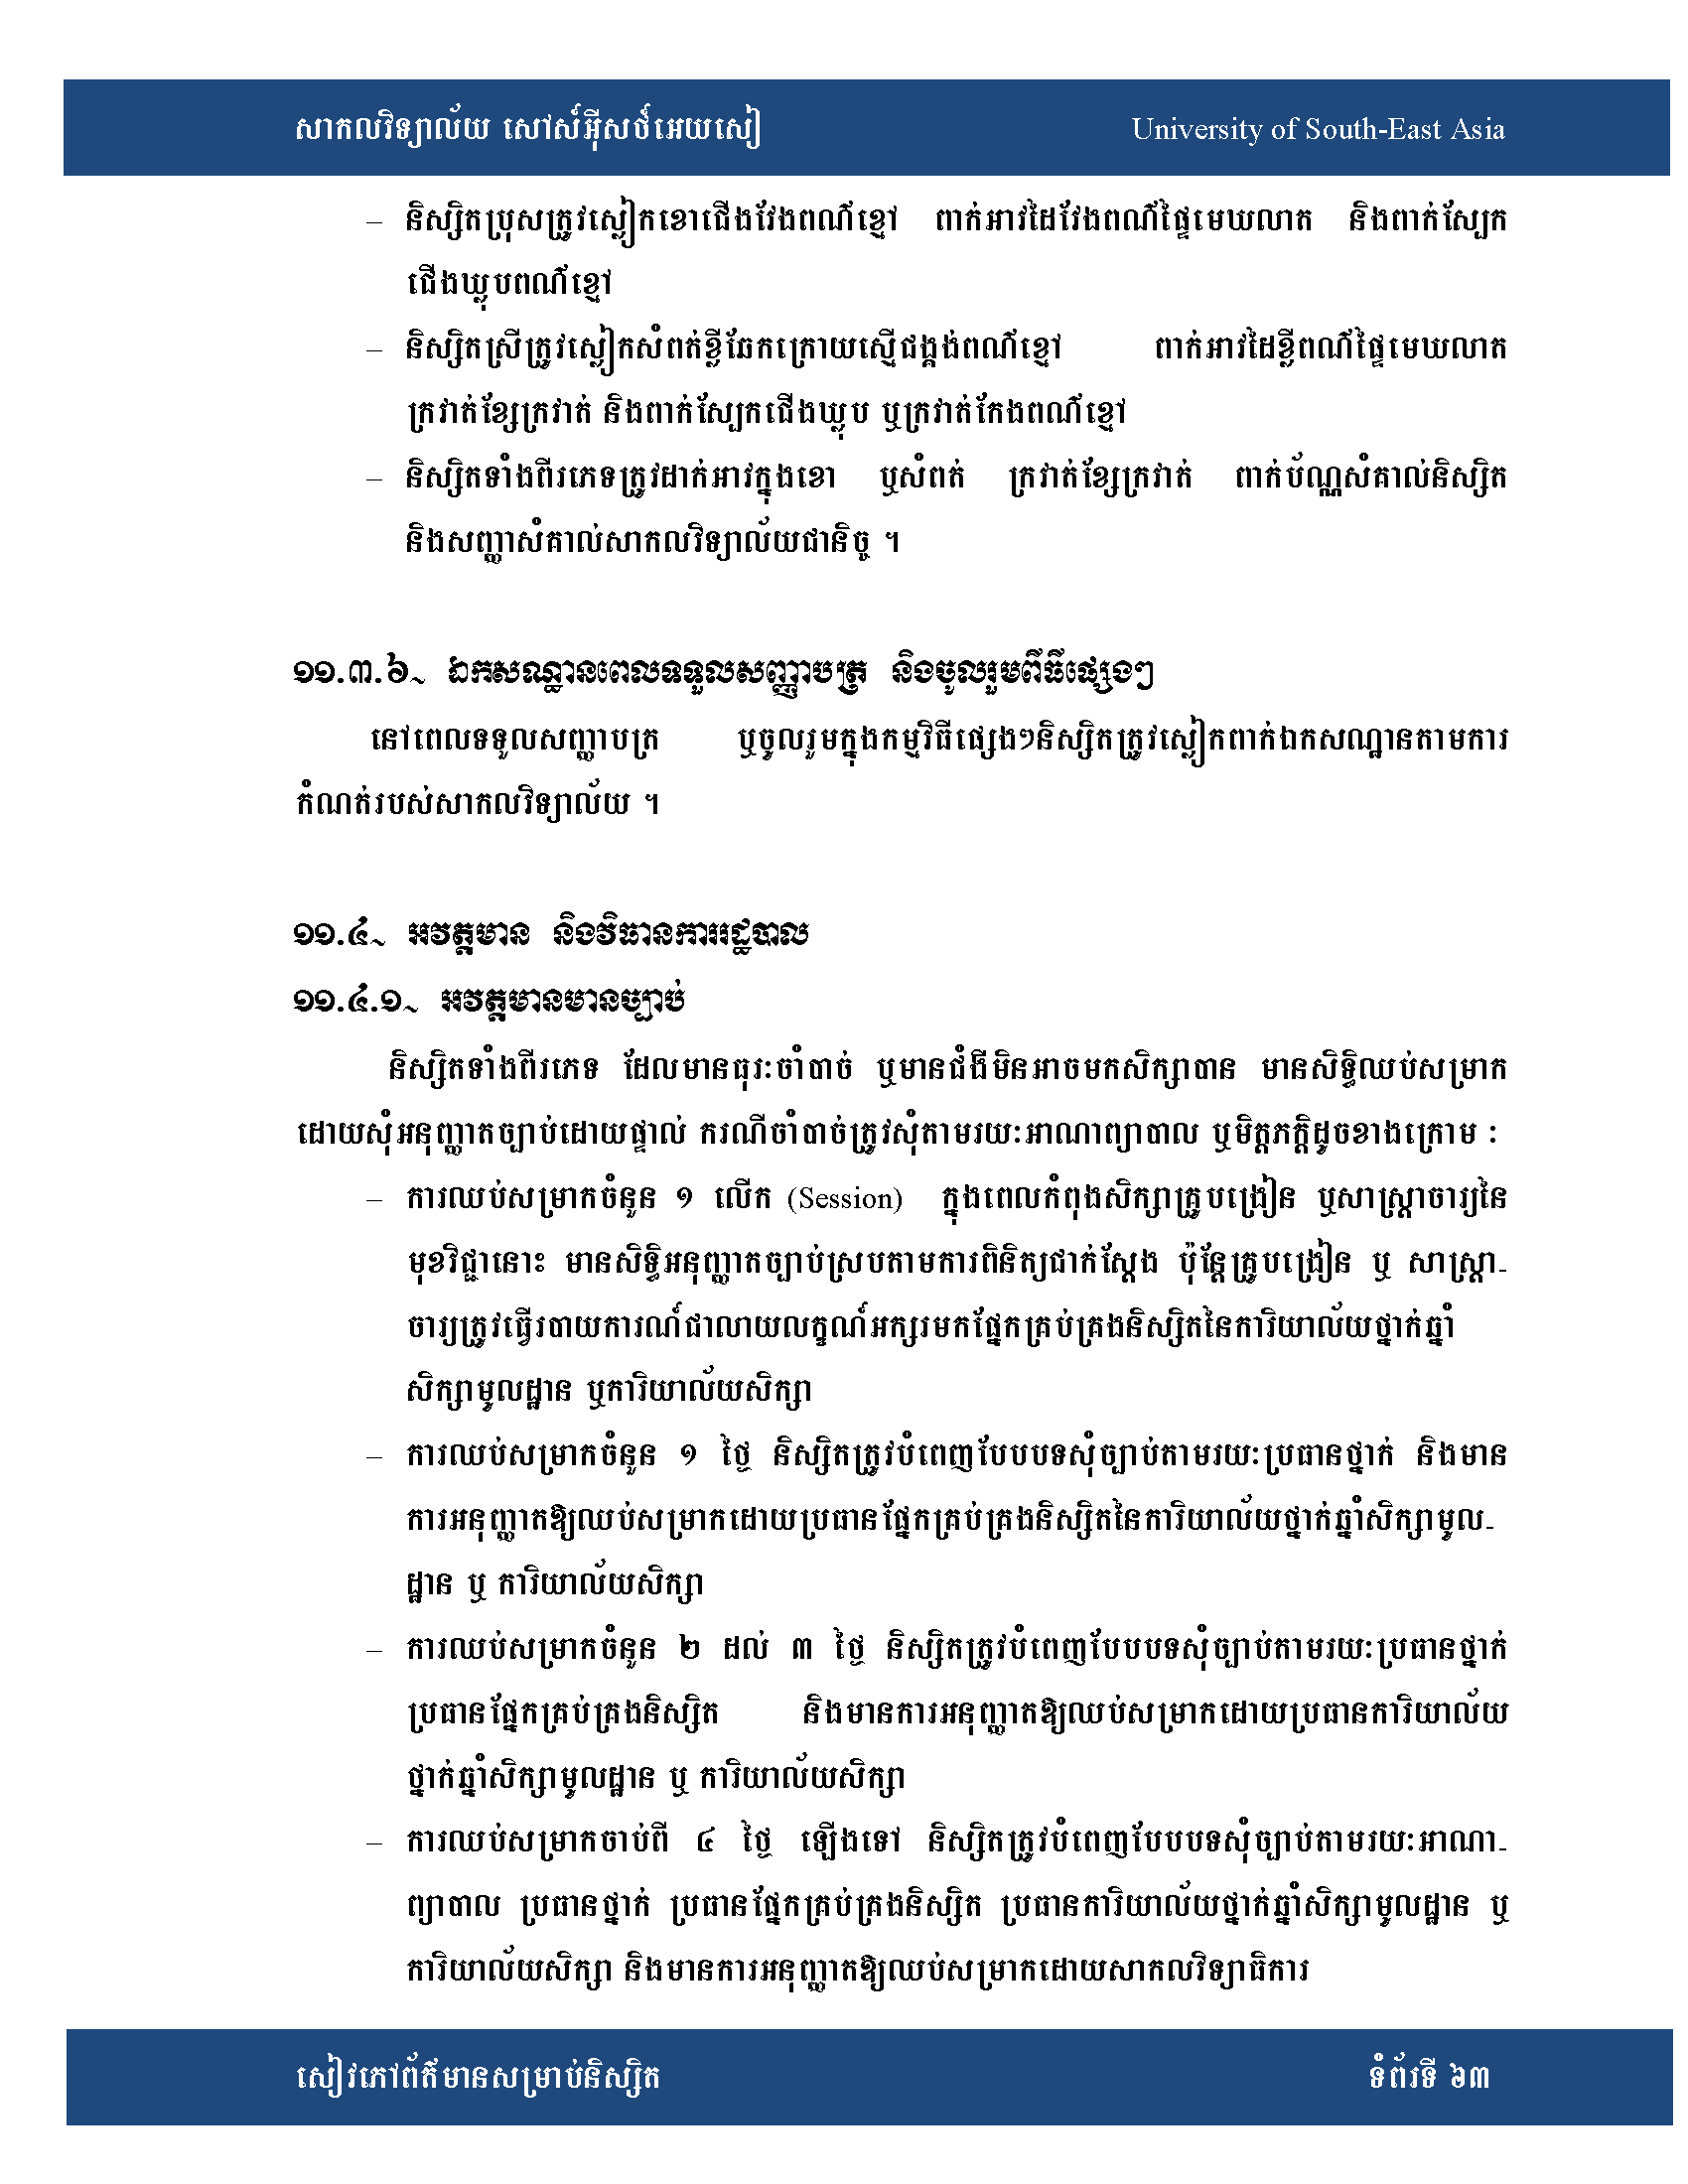 សាកលវិទ្យាល័យ សៅស៍អ៊ីសថ៍អេយសៀ University of South-East Asia
– និស្សិតប្រុសត្រូវស្លៀកខោជើងវែងពណ៌ខ្មៅ ពាក់អាវដៃវែងពណ៌ផ្ទៃមេឃលាត និងពាក់ស្បែក
ជើងឃ្លុបពណ៌ខ្មៅ
– និស្សិតស្រីត្រូវស្លៀកសំពត់ខ្លីឆែកក្រោយស្មើជង្គង់ពណ៌ខ្មៅ ពាក់អាវដៃខ្លីពណ៌ផ្ទៃមេឃលាត
ក្រវាត់ខ្សែក្រវាត់ និងពាក់ស្បែកជើងឃ្លុប ឬក្រវាត់កែងពណ៌ខ្មៅ
– និស្សិតទាំងពីរភេទត្រូវដាក់អាវក្នុងខោ ឬសំពត់ ក្រវាត់ខ្សែក្រវាត់ ពាក់ប័ណ្ណសំគាល់និស្សិត
និងសញ្ញាសំគាល់សាកលវិទ្យាល័យជានិច្ច ។
១១.៣.៦~ ឯកសណ្ឋានពេលទទួលសញ្ញាបត្រ និងចូលរួមពីធីផ្សេងៗ
នៅពេលទទួលសញ្ញាបត្រ ឬចូលរួមក្នុងកម្មវិធីផ្សេងៗនិស្សិតត្រូវស្លៀកពាក់ឯកសណ្ឋានតាមការ
កំណត់របស់សាកលវិទ្យាល័យ ។
១១.៤~ អវត្តមាន និងវិធានការរដ្ឋបាល
១១.៤.១~ អវត្តមានមានច្បាប់
និស្សិតទាំងពីរភេទ ដែលមានធុរៈចាំបាច់ ឬមានជំងឺមិនអាចមកសិក្សាបាន មានសិទ្ធិឈប់សម្រាក
ដោយសុំអនុញ្ញាតច្បាប់ដោយផ្ទាល់ ករណីចាំបាច់ត្រូវសុំតាមរយៈអាណាព្យាបាល ឬមិត្តភក្តិដូចខាងក្រោម :
– ការឈប់សម្រាកចំនួន ១ លើក (Session) ក្នុងពេលកំពុងសិក្សាគ្រូបង្រៀន ឬសាស្ត្រាចារ្យនៃ
មុខវិជ្ជានោះ មានសិទ្ធិអនុញ្ញាតច្បាប់ស្របតាមការពិនិត្យជាក់ស្តែង ប៉ុន្តែគ្រូបង្រៀន ឬ សាស្ត្រា-
ចារ្យត្រូវធ្វើរបាយការណ៍ជាលាយលក្ខណ៍អក្សរមកផ្នែកគ្រប់គ្រងនិស្សិតនៃការិយាល័យថ្នាក់ឆ្នាំ
សិក្សាមូលដ្ឋាន ឬការិយាល័យសិក្សា
– ការឈប់សម្រាកចំនួន ១ ថ្ងៃ និស្សិតត្រូវបំពេញបែបបទសុំច្បាប់តាមរយៈប្រធានថ្នាក់ និងមាន
ការអនុញ្ញាតឱ្យឈប់សម្រាកដោយប្រធានផ្នែកគ្រប់គ្រងនិស្សិតនៃការិយាល័យថ្នាក់ឆ្នាំសិក្សាមូល-
ដ្ឋាន ឬ ការិយាល័យសិក្សា
– ការឈប់សម្រាកចំនួន ២ ដល់ ៣ ថ្ងៃ និស្សិតត្រូវបំពេញបែបបទសុំច្បាប់តាមរយៈប្រធានថ្នាក់
ប្រធានផ្នែកគ្រប់គ្រងនិស្សិត និងមានការអនុញ្ញាតឱ្យឈប់សម្រាកដោយប្រធានការិយាល័យ
ថ្នាក់ឆ្នាំសិក្សាមូលដ្ឋាន ឬ ការិយាល័យសិក្សា
– ការឈប់សម្រាកចាប់ពី ៤ ថ្ងៃ ឡើងទៅ និស្សិតត្រូវបំពេញបែបបទសុំច្បាប់តាមរយៈអាណា-
ព្យាបាល ប្រធានថ្នាក់ ប្រធានផ្នែកគ្រប់គ្រងនិស្សិត ប្រធានការិយាល័យថ្នាក់ឆ្នាំសិក្សាមូលដ្ឋាន ឬ
ការិយាល័យសិក្សា និងមានការអនុញ្ញាតឱ្យឈប់សម្រាកដោយសាកលវិទ្យាធិការ
សៀវភៅព័ត៌មានសម្រាប់និស្សិត ទំព័រទី ៦៣